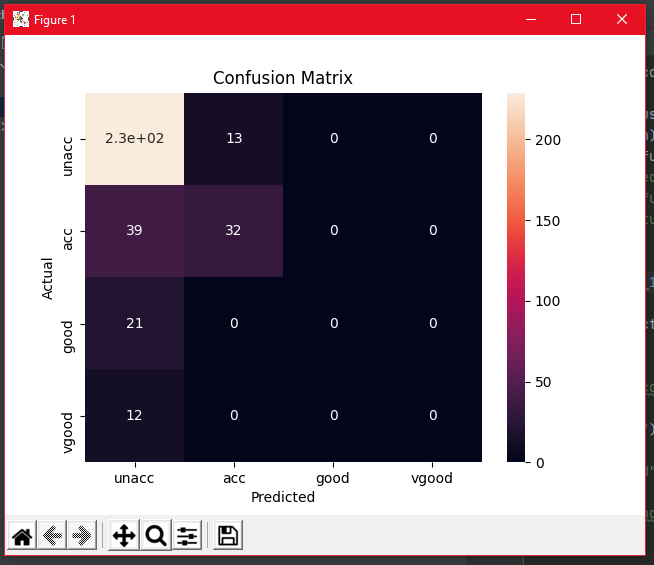 Figure 1
Confusion Matrix
unacc 2.3e+02 13 0 0
acc 39 32 0 0
good 21 0 0 0
vgood 12 0 0 0
Actual
unacc acc good vgood
Predicted
200
150
100
50
0